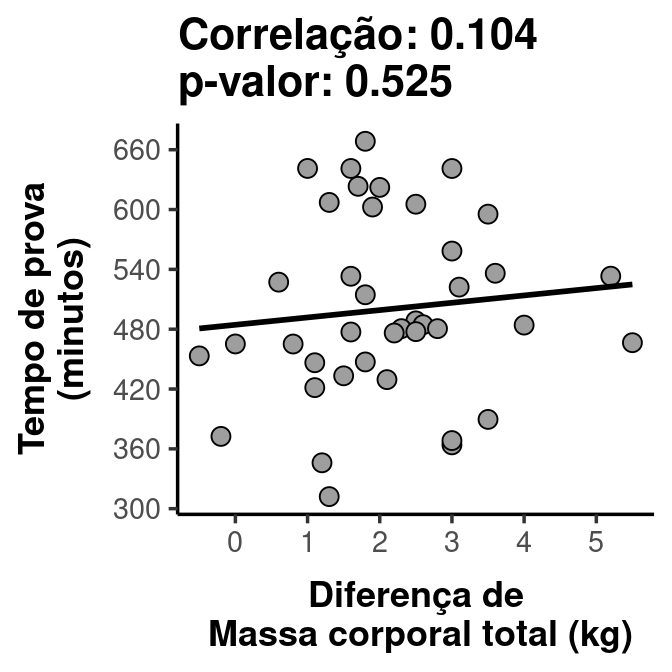 Correlação: 0.104
p-valor: 0.525
660
600
540
480
420
360
300
Tempo de prova
(minutos)
0 1 2 3 4 5
Diferença de
Massa corporal total (kg)